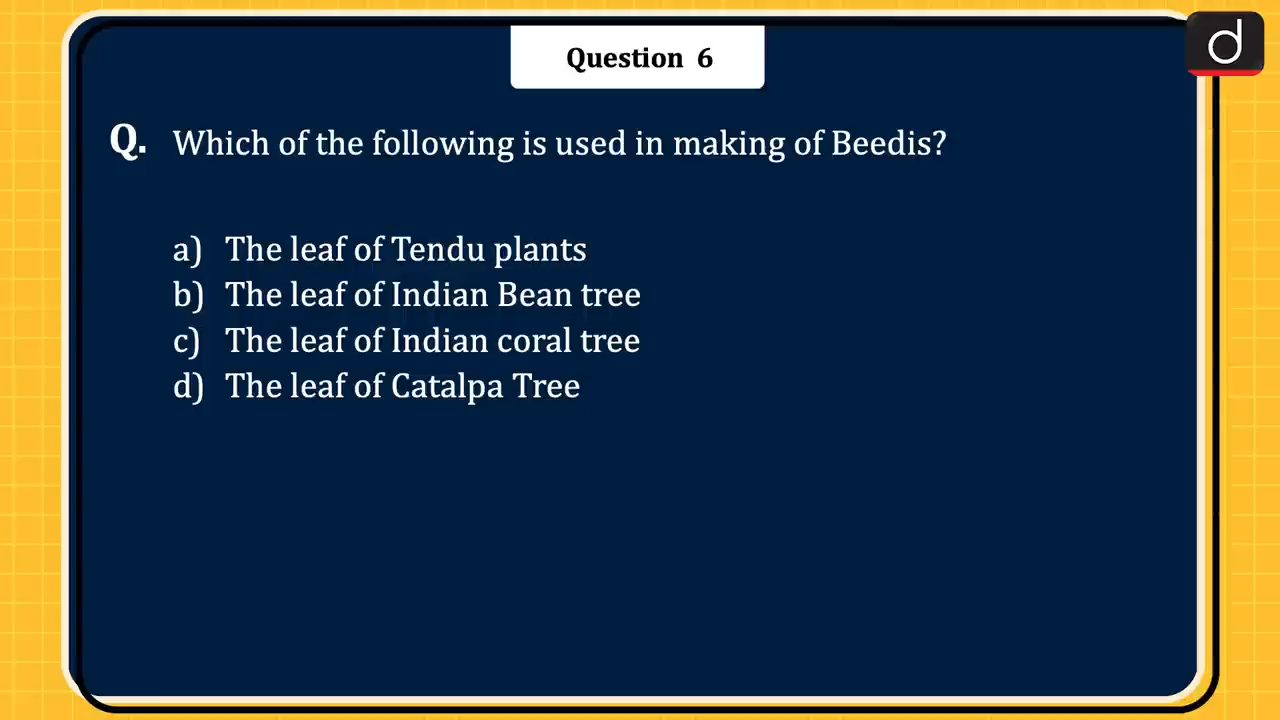 Question 6
d
Q. Which of the following is used in making of Beedis?
a) The leaf of Tendu plants
b) The leaf of Indian Bean tree
c) The leaf of Indian coral tree
d) The leaf of Catalpa Tree